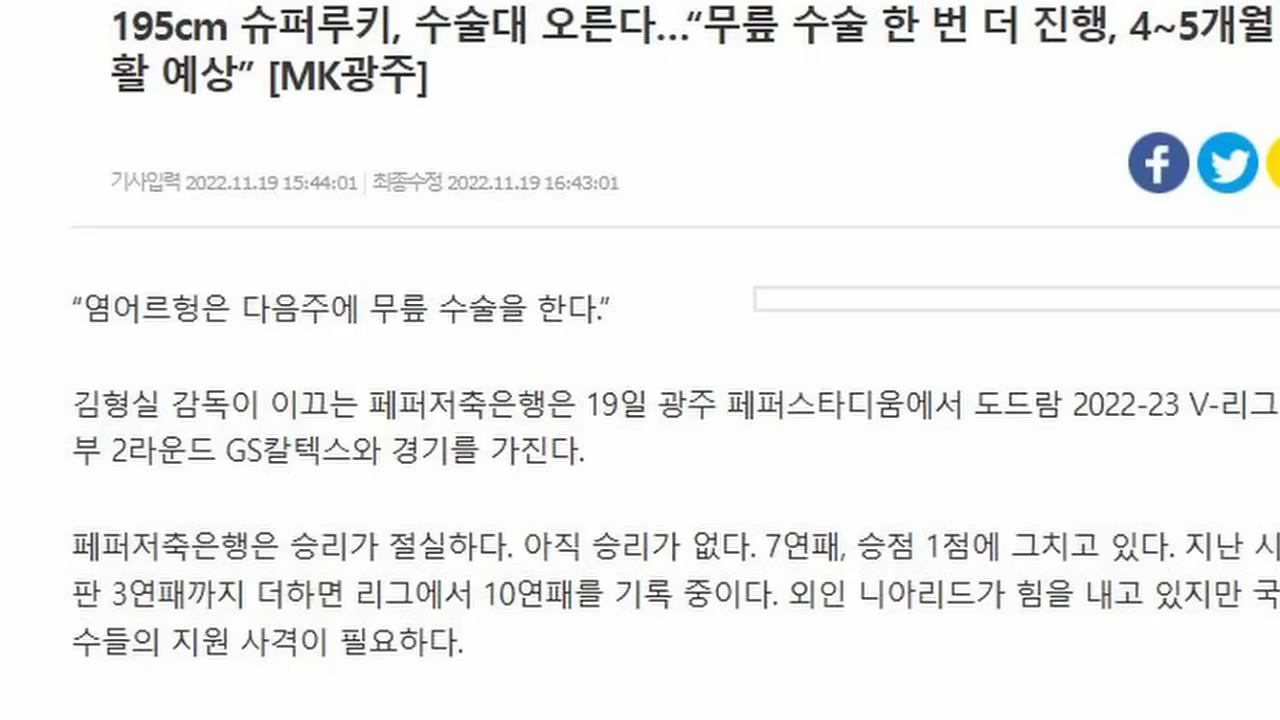 195cm 슈퍼루키, 수술대 오른다…“무릎 수술 한 번 더 진행, 4~5개월
활 예상” [MK광주]
기사입력 2022.11.19 15:44:01 | 최종수정 2022.11.19 16:43:01
“염어르헝은 다음주에 무릎 수술을 한다.”
김형실 감독이 이끄는 페퍼저축은행은 19일 광주 페퍼스타디움에서 도드람 2022-23 V-리그
부 2라운드 GS칼텍스와 경기를 가진다.
페퍼저축은행은 승리가 절실하다. 아직 승리가 없다. 7연패, 승점 1점에 그치고 있다. 지난 시
판 3연패까지 더하면 리그에서 10연패를 기록 중이다. 외인 니아리드가 힘을 내고 있지만 국
수들의 지원 사격이 필요하다.